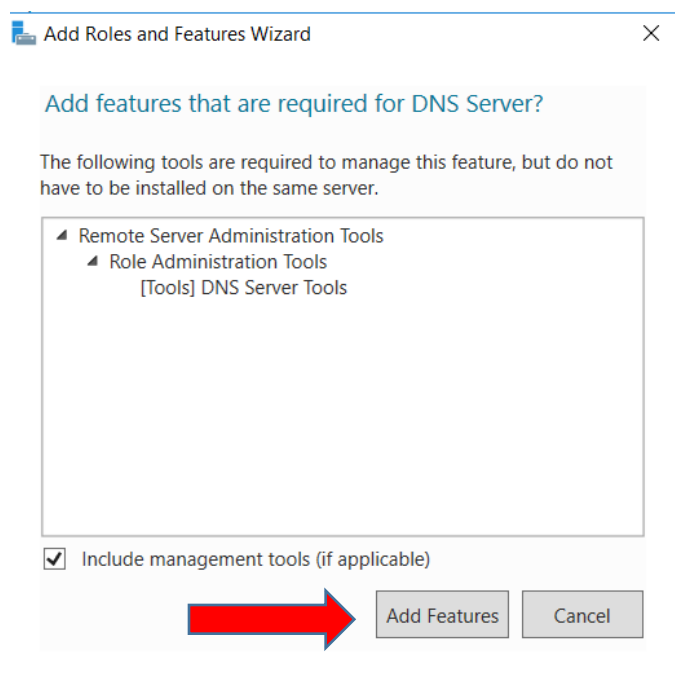 Add Roles and Features Wizard
Add features that are required for DNS Server?
The following tools are required to manage this feature, but do not
have to be installed on the same server.
Remote Server Administration Tools
Role Administration Tools
[Tools] DNS Server Tools
Include management tools (if applicable)
Add Features Cancel